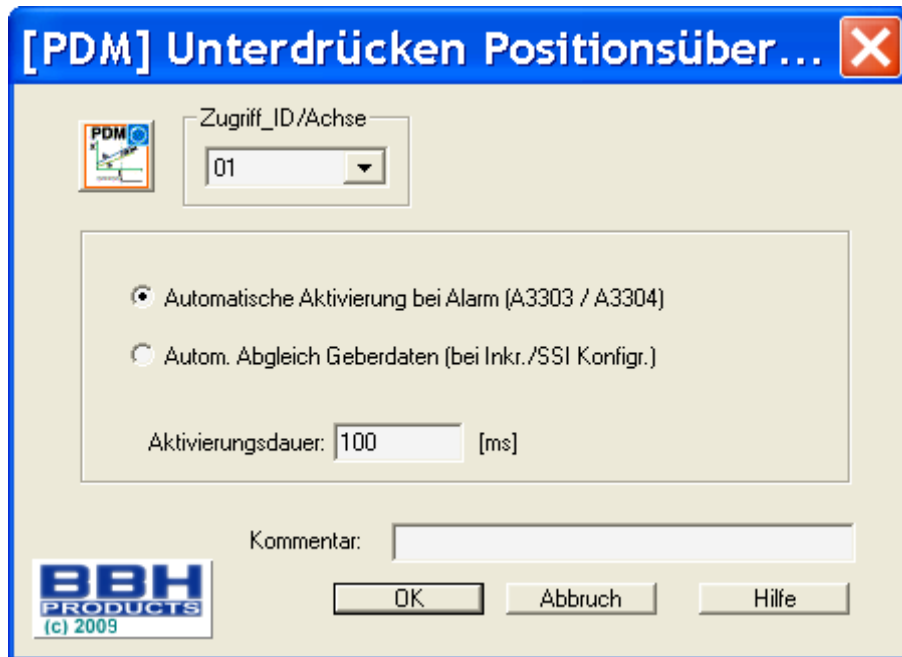 [PDM] Unterdrücken Positionsüber...
PDM
Zugriff_ID/Achse
01
Automatische Aktivierung bei Alarm (A3303 / A3304)
Autom. Abgleich Geberdaten (bei Inkr./SSI Konfigr.)
Aktivierungsdauer: 100 [ms]
Kommentar:
BBH
PRODUCTS
(c) 2009
OK Abbruch Hilfe